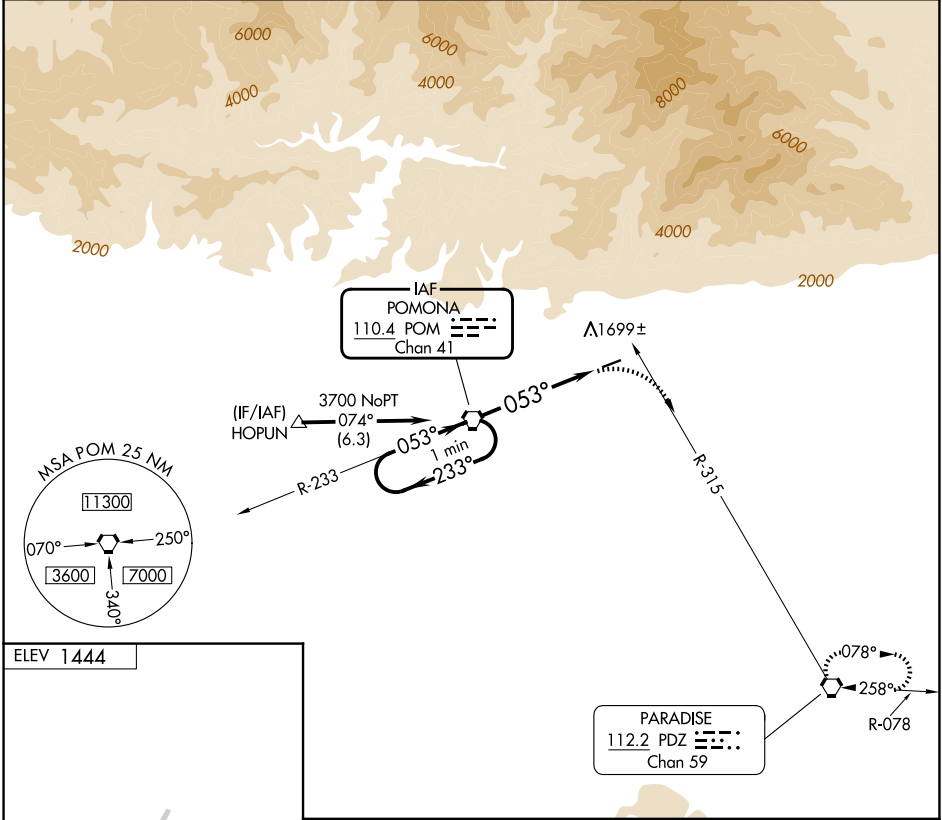 6000
6000
4000
4000
8000
6000
4000
2000
2000
IAF
POMONA
110.4 POM
Chan 41
1699±
(IF/IAF)
HOPUN
3700 NoPT
074°
(6.3)
053°
053°
1 min
233°
R-233
R-315
MSA POM 25 NM
11300
070°
250°
3600
7000
340°
ELEV 1444
078°
258°
R-078
PARADISE
112.2 PDZ
Chan 59